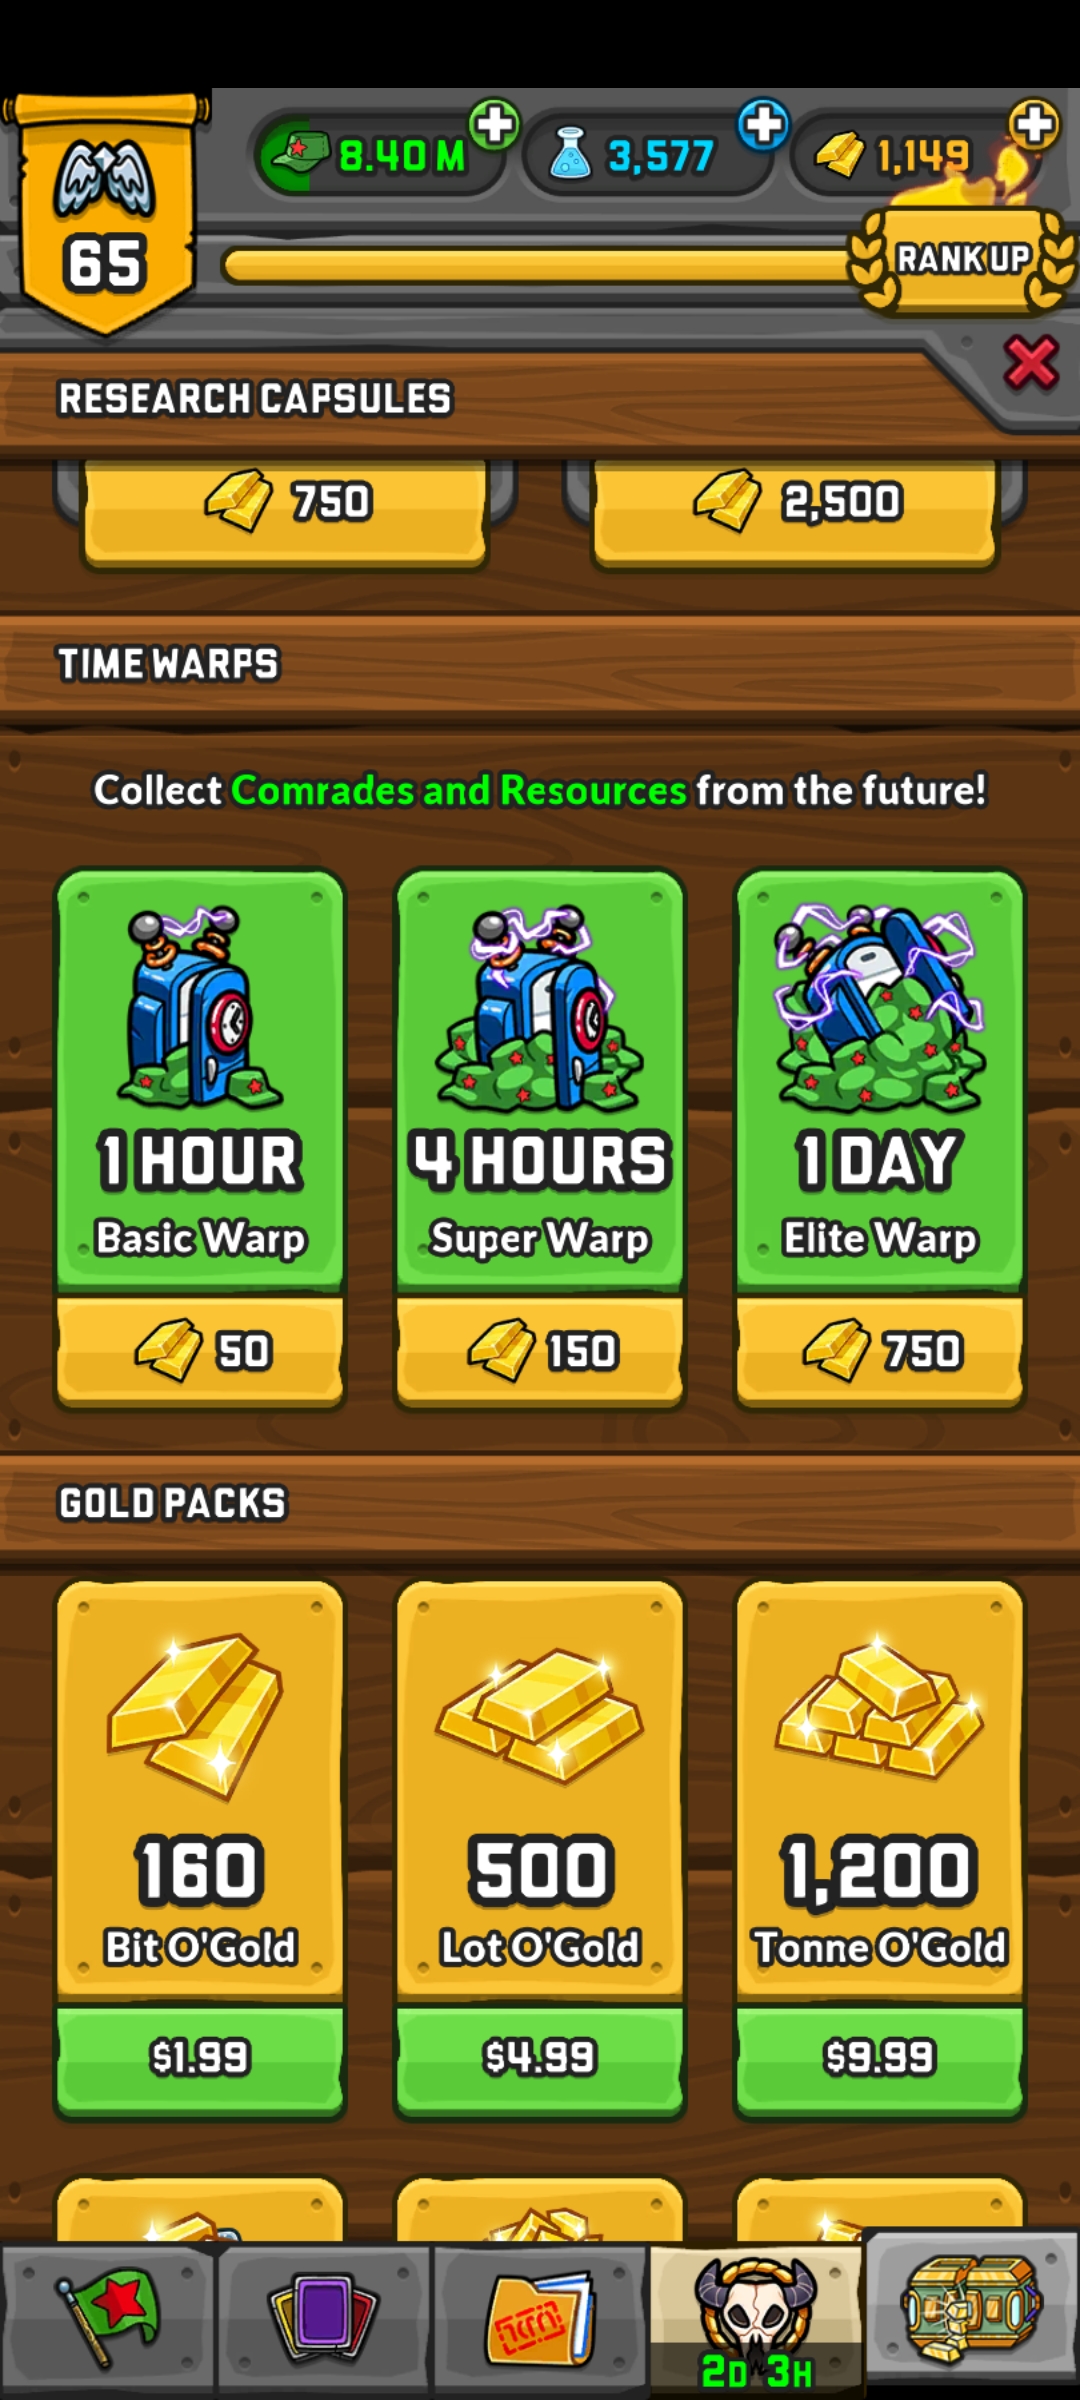 8.40 M
3,577
1,149
65
RANK UP
RESEARCH CAPSULES
750
2,500
TIME WARPS
Collect Comrades and Resources from the future!
1 HOUR
Basic Warp
50
4 HOURS
Super Warp
150
1 DAY
Elite Warp
750
GOLD PACKS
160
Bit O'Gold
$1.99
500
Lot O'Gold
$4.99
1,200
Tonne O'Gold
$9.99
2D 3H